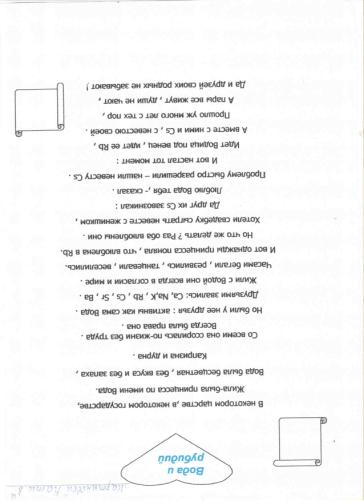 Вода и
рубидий
В некотором царстве ,в некотором государстве,
Жила-была принцесса по имени Вода.
Вода была бесцветная , без вкуса и без запаха ,
Капризна и дурна .
Со всеми она ссорилась по-жизни без труда .
Всегда была права она .
Но были у нее друзья : активны как сама Вода .
Друзьями звались: Ca, Na,K , Rb , Cs , Sr , Ba .
Жили с Водой они всегда в согласии и мире .
Часами бегали , резвились , танцевали , веселились.
И вот однажды принцесса поняла , что влюблена в Rb.
Но что же делать ? Раз оба влюблены они .
Хотели свадебку сыграть невесте с женишком ,
Да друг их Cs завозникал :
Люблю Вода тебя ,- сказал .
Проблему быстро разрешили – нашли невесту Cs .
И вот настал тот момент :
Идет Водица под венец , идет ее Rb ,
А вместе с ними и Cs , с невестою своей .
Прошло уж много лет с тех пор ,
А пары все живут , души не чают ,
Да и друзей своих родных не забывают !